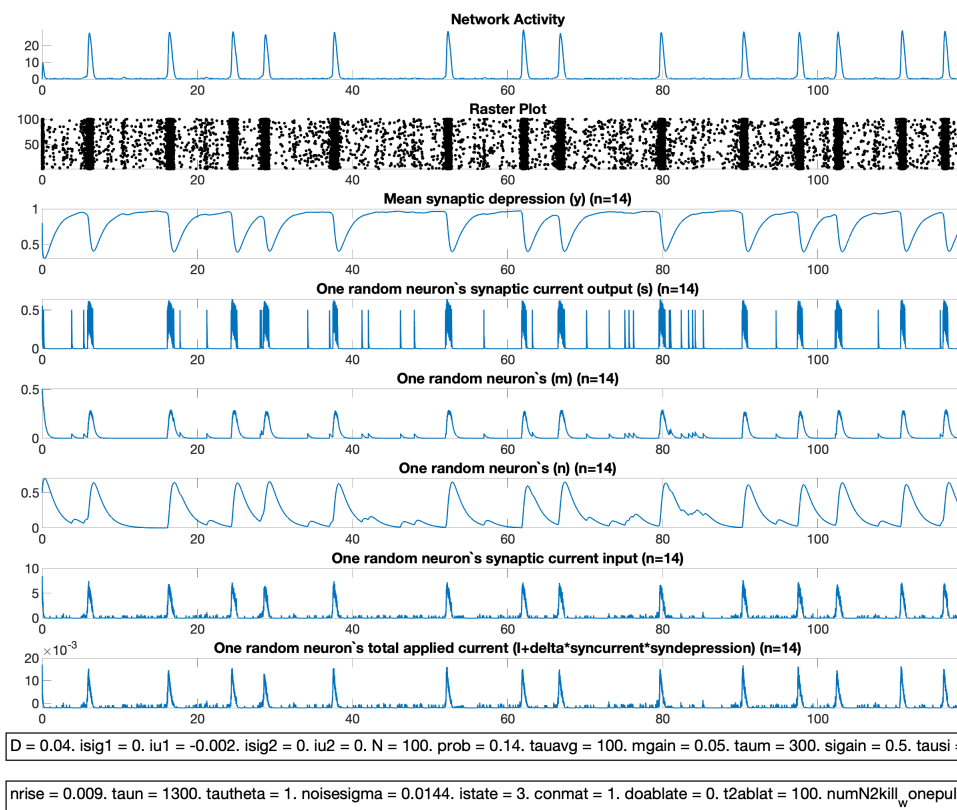 Network Activity
20
10
0
0 20 40 60 80 100
Raster Plot
100
50
0 20 40 60 80 100
Mean synaptic depression (y) (n=14)
1
0.5
0 20 40 60 80 100
One random neuron`s synaptic current output (s) (n=14)
0.5
0
0 20 40 60 80 100
One random neuron`s (m) (n=14)
0.5
0
0 20 40 60 80 100
One random neuron`s (n) (n=14)
0.5
0
0 20 40 60 80 100
One random neuron`s synaptic current input (n=14)
10
5
0
0 20 40 60 80 100
×10⁻³ One random neuron`s total applied current (I+delta*syncurrent*syndepression) (n=14)
20
10
0
0 20 40 60 80 100
D = 0.04. isig1 = 0. iu1 = -0.002. isig2 = 0. iu2 = 0. N = 100. prob = 0.14. tauavg = 100. mgain = 0.05. taum = 300. sigain = 0.5. tausi =
nrise = 0.009. taun = 1300. tautheta = 1. noisesigma = 0.0144. istate = 3. conmat = 1. doablate = 0. t2ablat = 100. numN2kill_wonepul